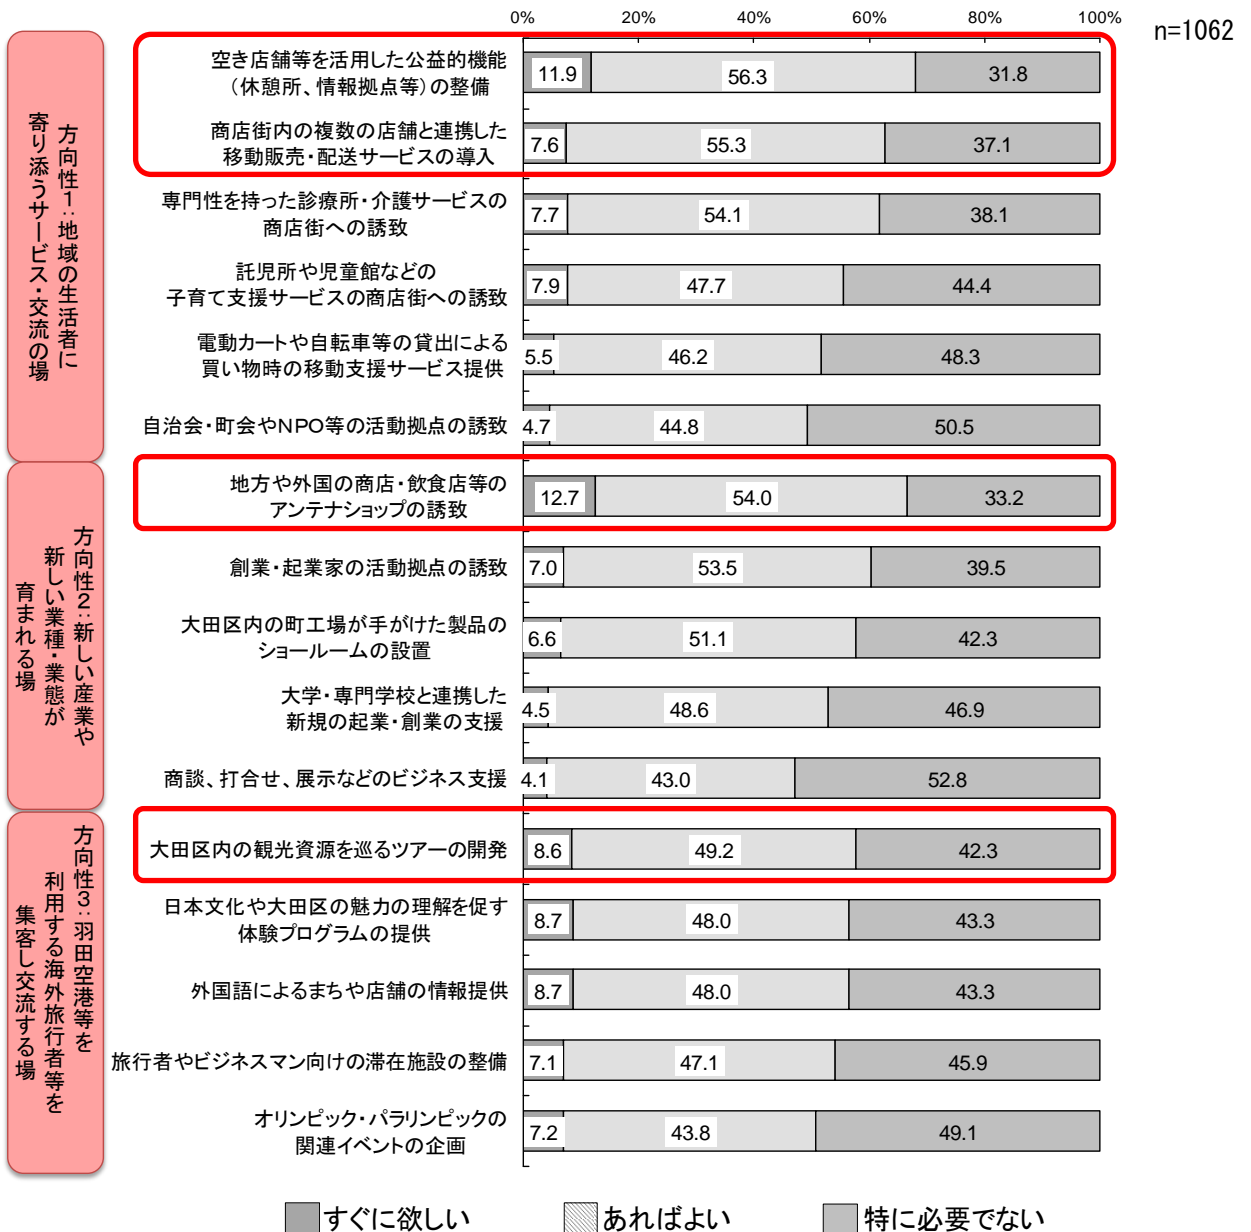 0%
20%
40%
60%
80%
100%
n=1062
方向性1:地域の生活者に
寄り添うサービス・交流の場
空き店舗等を活用した公益的機能
（休憩所、情報拠点等）の整備
11.9
56.3
31.8
商店街内の複数の店舗と連携した
移動販売・配送サービスの導入
7.6
55.3
37.1
専門性を持った診療所・介護サービスの
商店街への誘致
7.7
54.1
38.1
託児所や児童館などの
子育て支援サービスの商店街への誘致
7.9
47.7
44.4
電動カートや自転車等の貸出による
買い物時の移動支援サービス提供
5.5
46.2
48.3
自治会・町会やNPO等の活動拠点の誘致
4.7
44.8
50.5
方向性2:新しい産業や
新しい業種・業態が
育まれる場
地方や外国の商店・飲食店等の
アンテナショップの誘致
12.7
54.0
33.2
創業・起業家の活動拠点の誘致
7.0
53.5
39.5
大田区内の町工場が手がけた製品の
ショールームの設置
6.6
51.1
42.3
大学・専門学校と連携した
新規の起業・創業の支援
4.5
48.6
46.9
商談、打合せ、展示などのビジネス支援
4.1
43.0
52.8
方向性3:羽田空港等を
利用する海外旅行者等を
集客し交流する場
大田区内の観光資源を巡るツアーの開発
8.6
49.2
42.3
日本文化や大田区の魅力の理解を促す
体験プログラムの提供
8.7
48.0
43.3
外国語によるまちや店舗の情報提供
8.7
48.0
43.3
旅行者やビジネスマン向けの滞在施設の整備
7.1
47.1
45.9
オリンピック・パラリンピックの
関連イベントの企画
7.2
43.8
49.1
すぐに欲しい
あればよい
特に必要でない